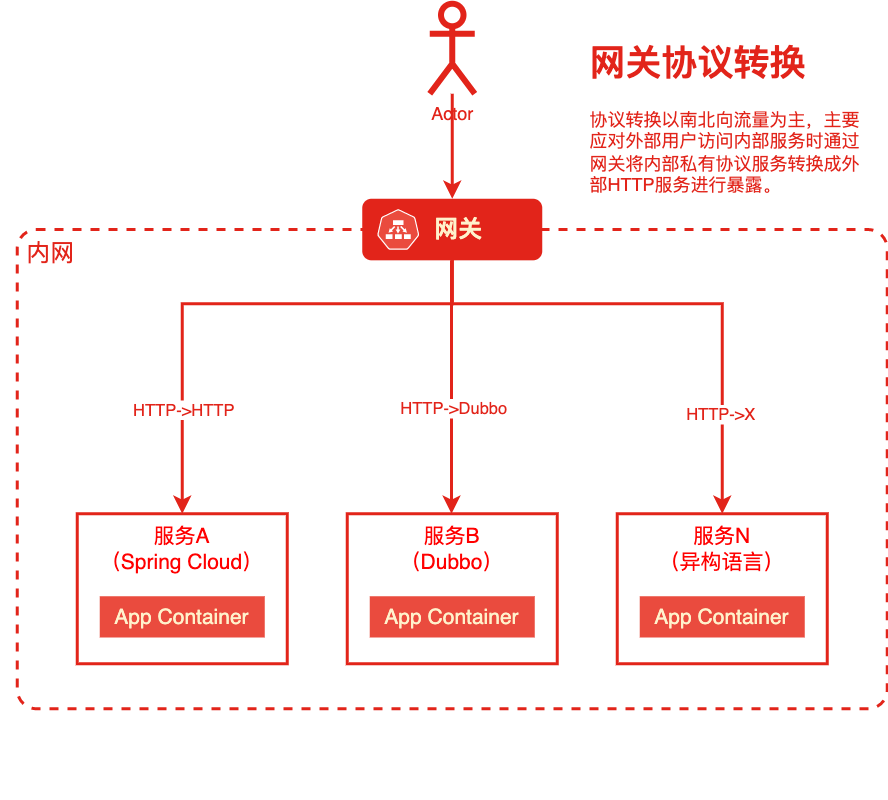 网关协议转换
协议转换以南北向流量为主，主要
应对外部用户访问内部服务时通过
网关将内部私有协议服务转换成外
部HTTP服务进行暴露。
Actor
网关
内网
HTTP->HTTP
HTTP->Dubbo
HTTP->X
服务A
（Spring Cloud）
App Container
服务B
（Dubbo）
App Container
服务N
（异构语言）
App Container